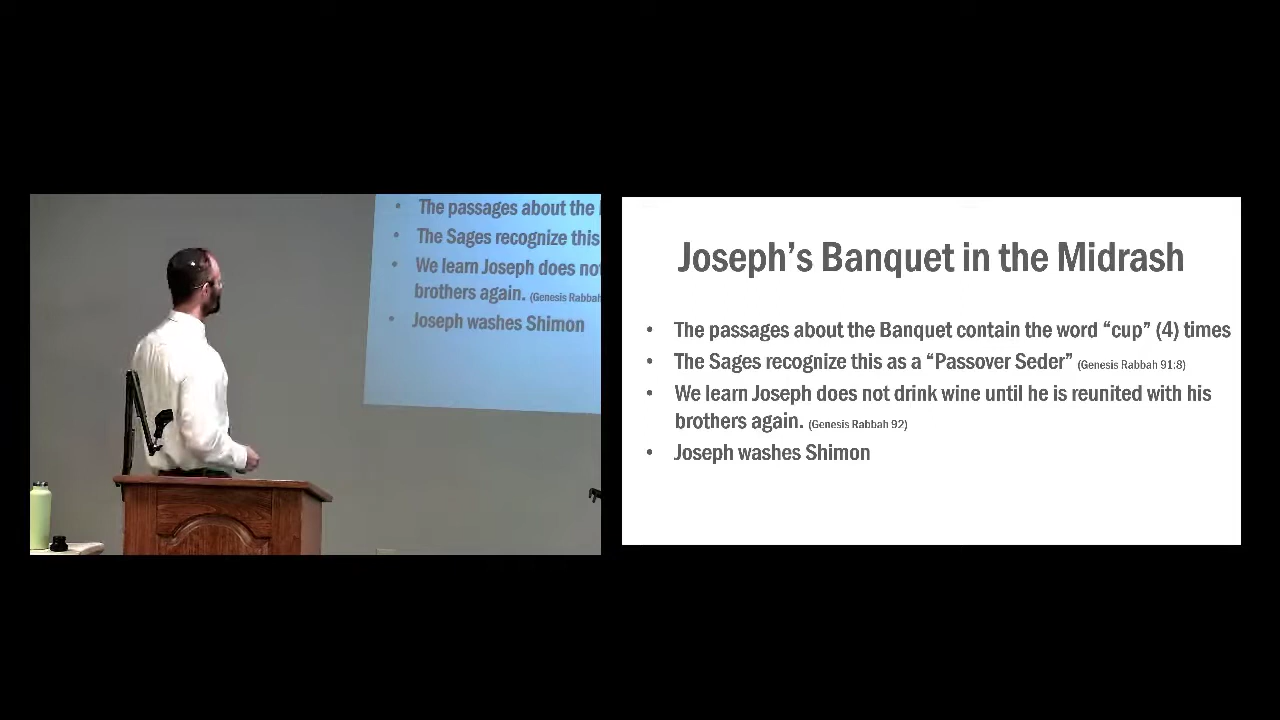 The passages about the
The Sages recognize this
We learn Joseph does not
brothers again. (Genesis Rabbah
Joseph washes Shimon
Joseph’s Banquet in the Midrash
• The passages about the Banquet contain the word “cup” (4) times
• The Sages recognize this as a “Passover Seder” (Genesis Rabbah 91:8)
• We learn Joseph does not drink wine until he is reunited with his
brothers again. (Genesis Rabbah 92)
• Joseph washes Shimon